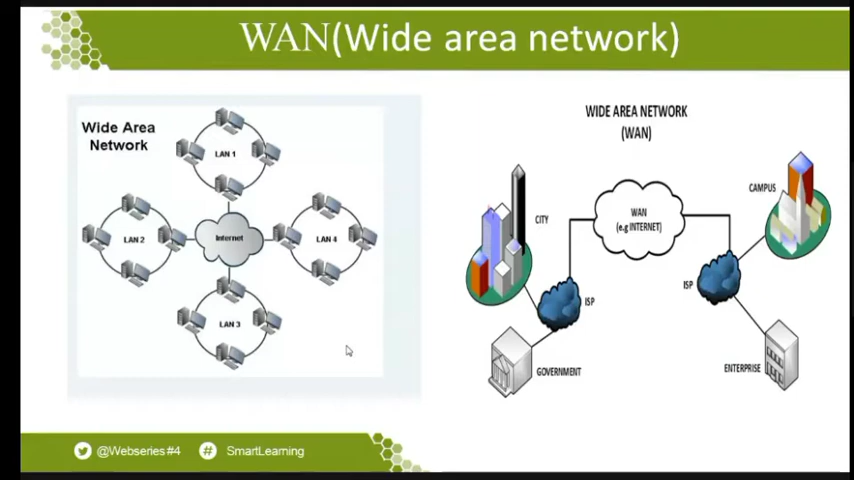 WAN(Wide area network)
Wide Area
Network
LAN 1
LAN 2
Internet
LAN 4
LAN 3
WIDE AREA NETWORK
(WAN)
CITY
WAN
(e.g INTERNET)
CAMPUS
ISP
ISP
GOVERNMENT
ENTERPRISE
@Webseries#4
# SmartLearning